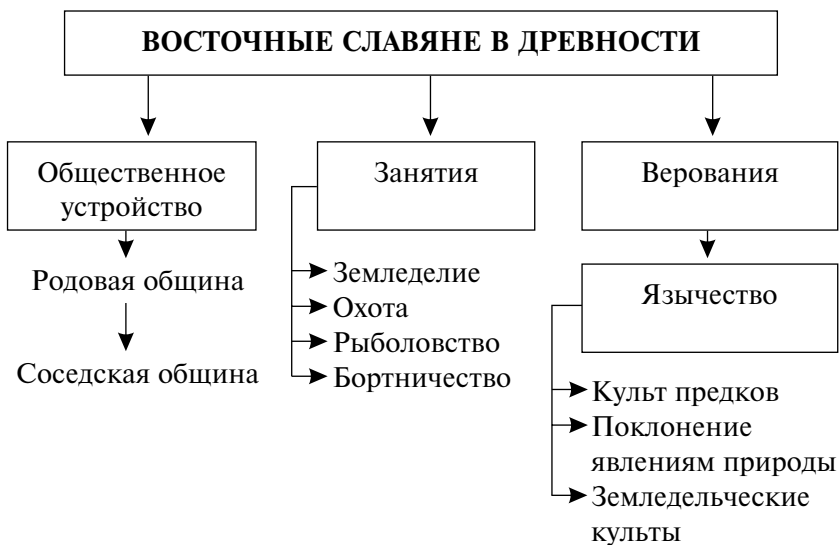 ВОСТОЧНЫЕ СЛАВЯНЕ В ДРЕВНОСТИ
Общественное
устройство
Родовая община
Соседская община
Занятия
Земледелие
Охота
Рыболовство
Бортничество
Верования
Язычество
Культ предков
Поклонение
явлениям природы
Земледельческие
культы